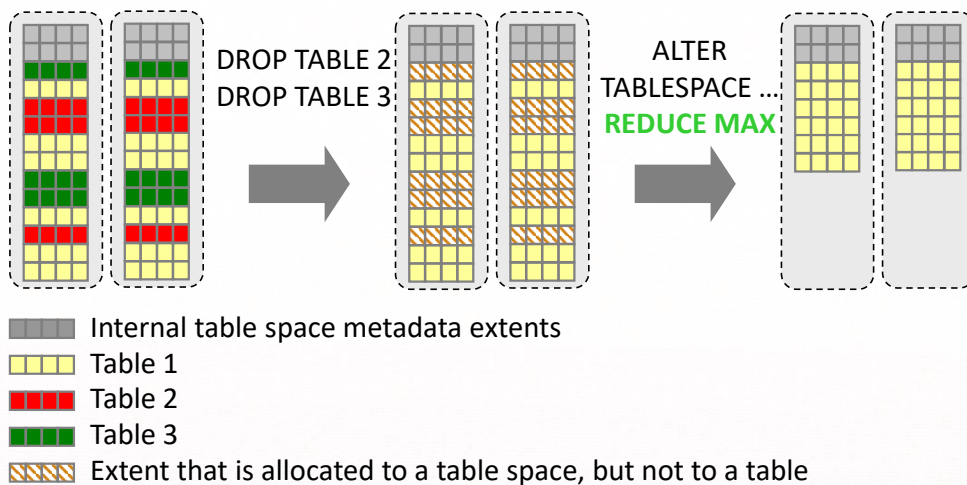 DROP TABLE 2
DROP TABLE 3
ALTER
TABLESPACE ...
REDUCE MAX
Internal table space metadata extents
Table 1
Table 2
Table 3
Extent that is allocated to a table space, but not to a table